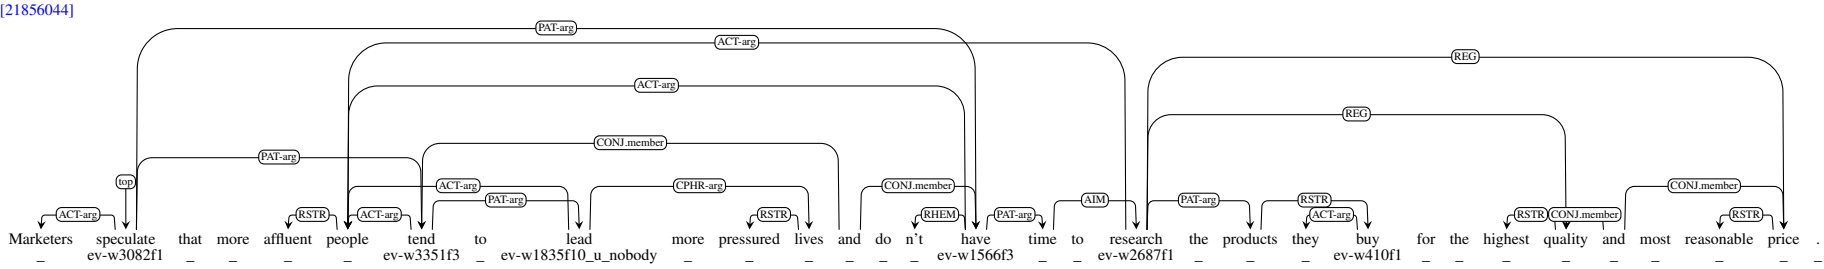 [21856044]
PAT-arg
ACT-arg
REG
ACT-arg
REG
CONJ.member
PAT-arg
top ACT-arg CPHR-arg CONJ.member CONJ.member
PAT-arg AIM PAT-arg RSTR
ACT-arg RSTR ACT-arg RSTR RHEM PAT-arg ACT-arg RSTR CONJ.member RSTR
Marketers speculate that more affluent people tend to lead more pressured lives and do n't have time to research the products they buy for the highest quality and most reasonable price .
_ ev-w3082f1 _ _ _ _ ev-w3351f3 _ ev-w1835f10_u_nobody _ _ _ _ _ _ ev-w1566f3 _ _ ev-w2687f1 _ _ _ ev-w410f1 _ _ _ _ _ _ _ _ _